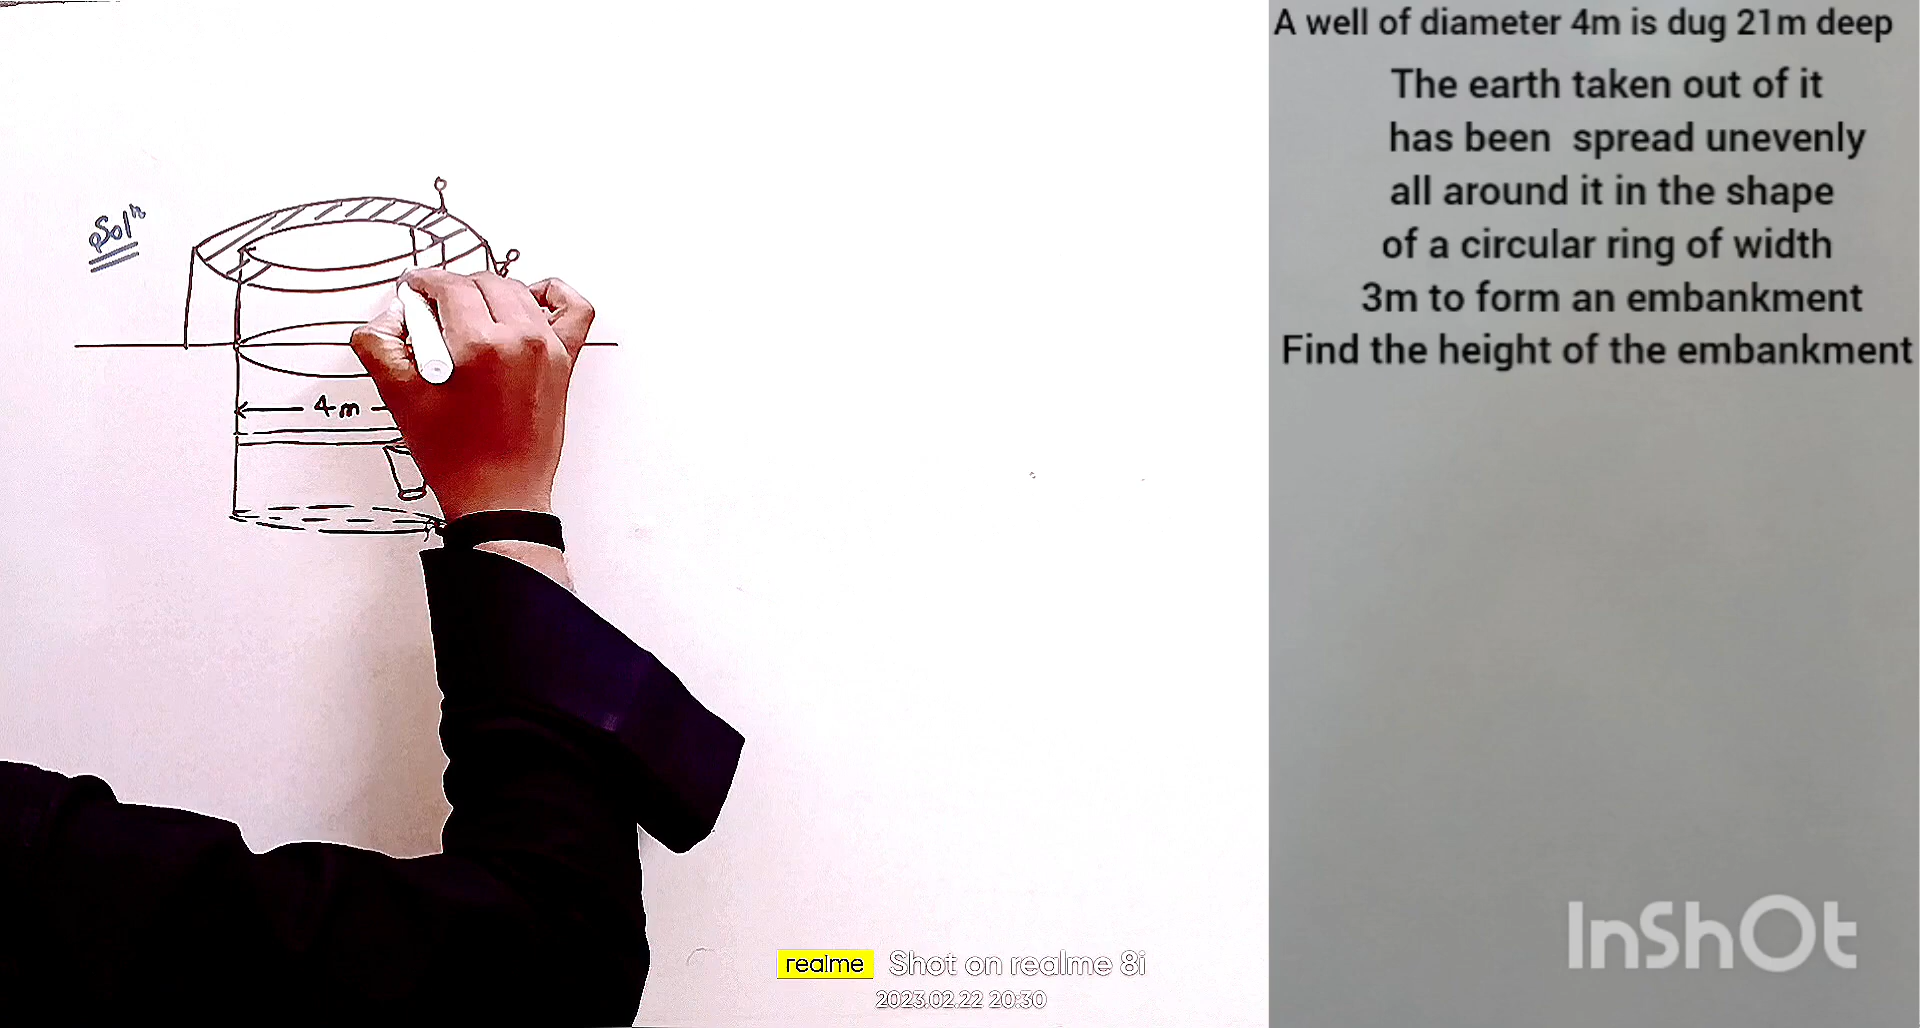 A well of diameter 4m is dug 21m deep
The earth taken out of it
has been spread unevenly
all around it in the shape
of a circular ring of width
3m to form an embankment
Find the height of the embankment
Solⁿ
4m
InShOt
realme Shot on realme 8i
2023.02.22 20:30